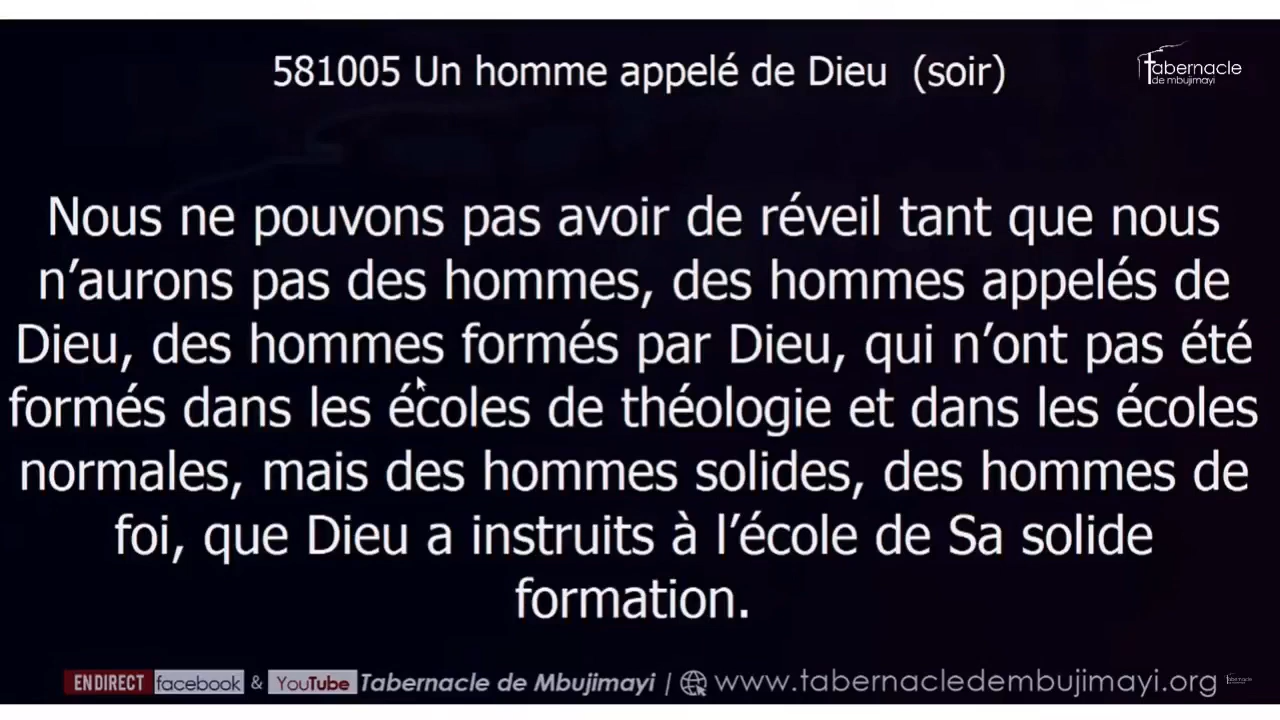 581005 Un homme appelé de Dieu (soir)
Tabernacle
de mbujimayi
Nous ne pouvons pas avoir de réveil tant que nous
n’aurons pas des hommes, des hommes appelés de
Dieu, des hommes formés par Dieu, qui n’ont pas été
formés dans les écoles de théologie et dans les écoles
normales, mais des hommes solides, des hommes de
foi, que Dieu a instruits à l’école de Sa solide
formation.
EN DIRECT facebook & YouTube Tabernacle de Mbujimayi | www.tabernacledembujimayi.org Tabernacle